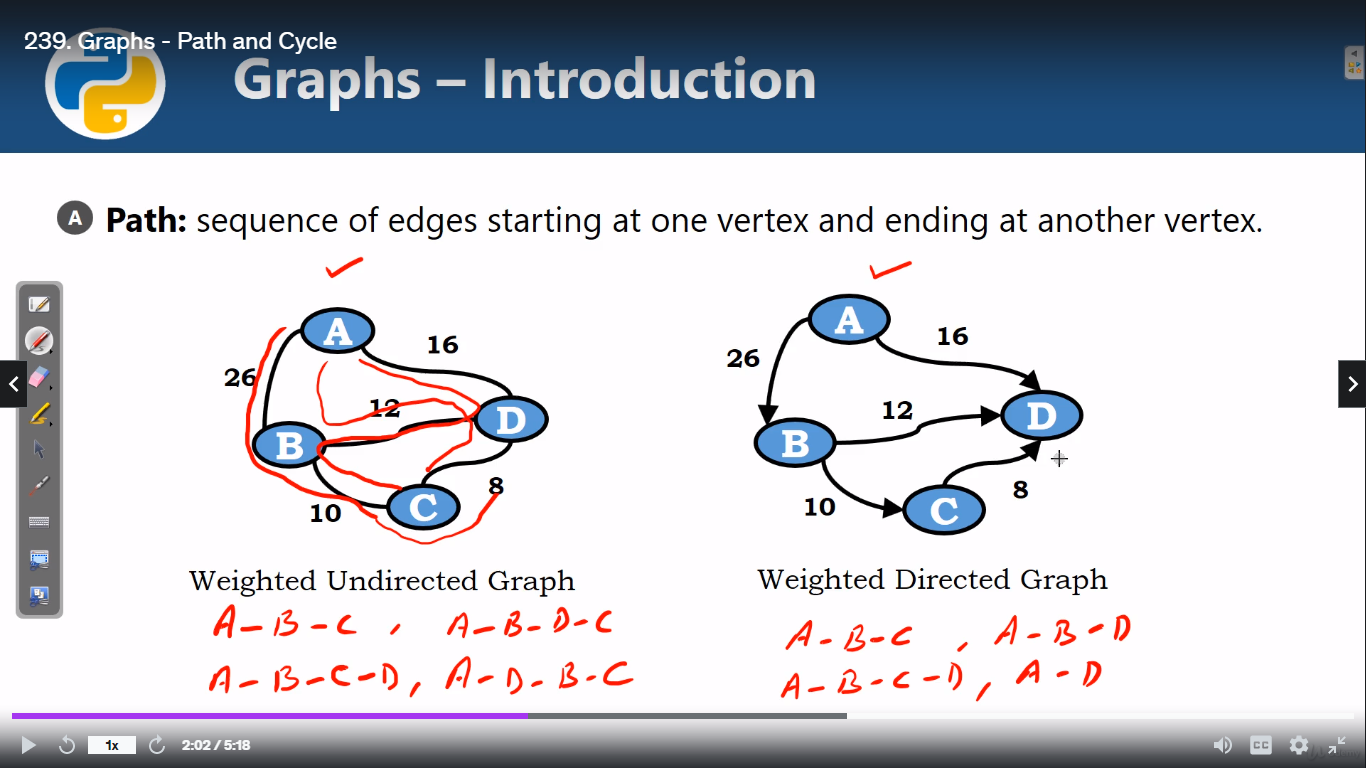 239. Graphs - Path and Cycle
Graphs – Introduction
A Path: sequence of edges starting at one vertex and ending at another vertex.
A
16
26
12
D
B
C
8
10
Weighted Undirected Graph
A-B-C, A-B-D-C
A-B-C-D, A-D-B-C
A
16
26
12
D
B
8
10
C
Weighted Directed Graph
A-B-C, A-B-D
A-B-C-D, A-D
1x
2:02 / 5:18
CC